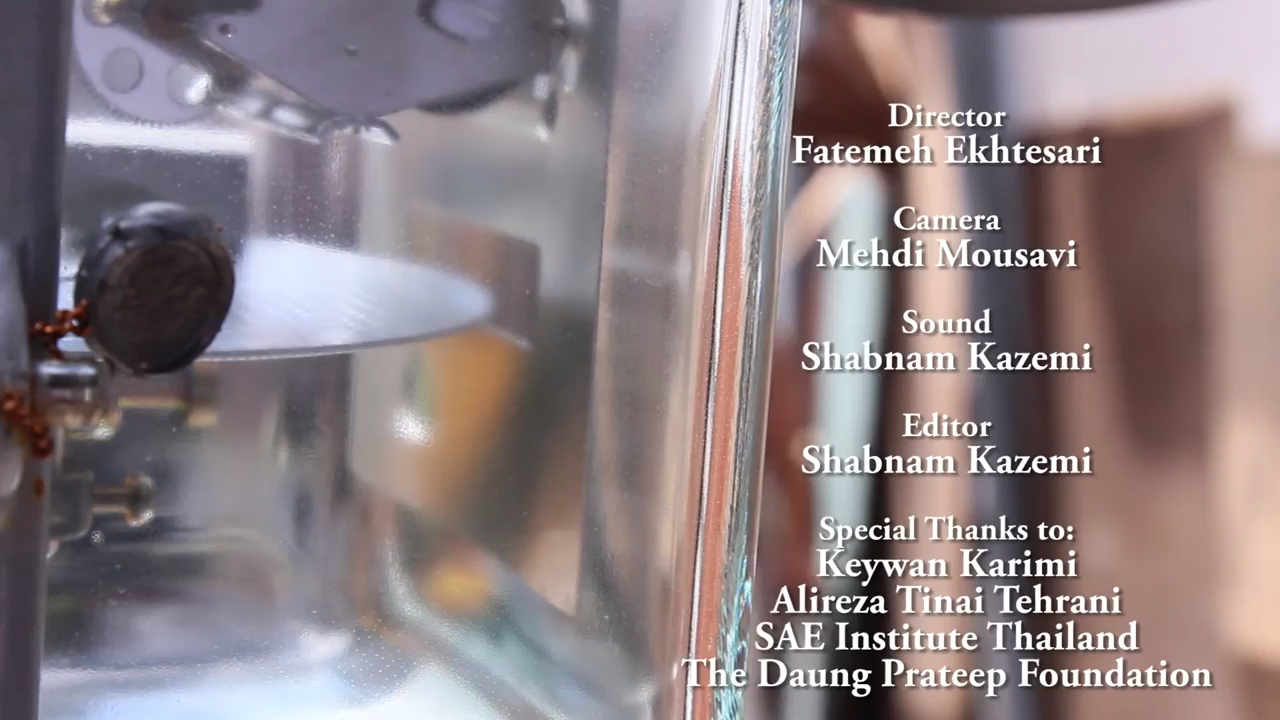 Director
Fatemeh Ekhtesari
Camera
Mehdi Mousavi
Sound
Shabnam Kazemi
Editor
Shabnam Kazemi
Special Thanks to:
Keywan Karimi
Alireza Tinai Tehrani
SAE Institute Thailand
The Daung Prateep Foundation